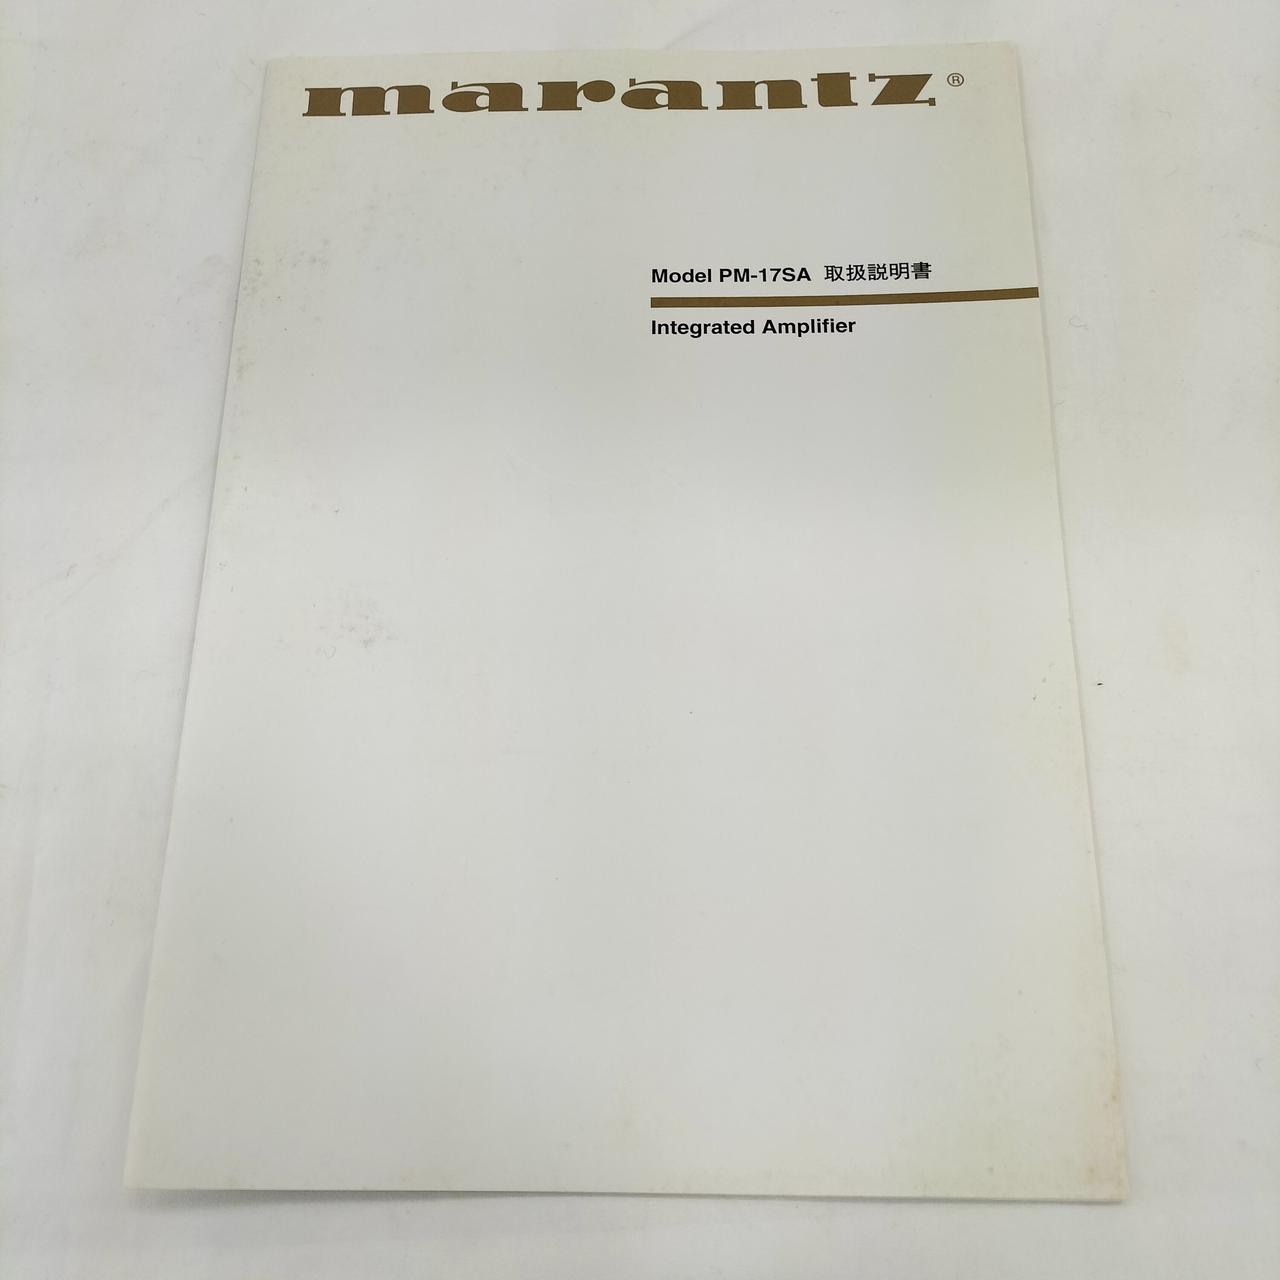 marantz®
Model PM-17SA 取扱説明書
Integrated Amplifier